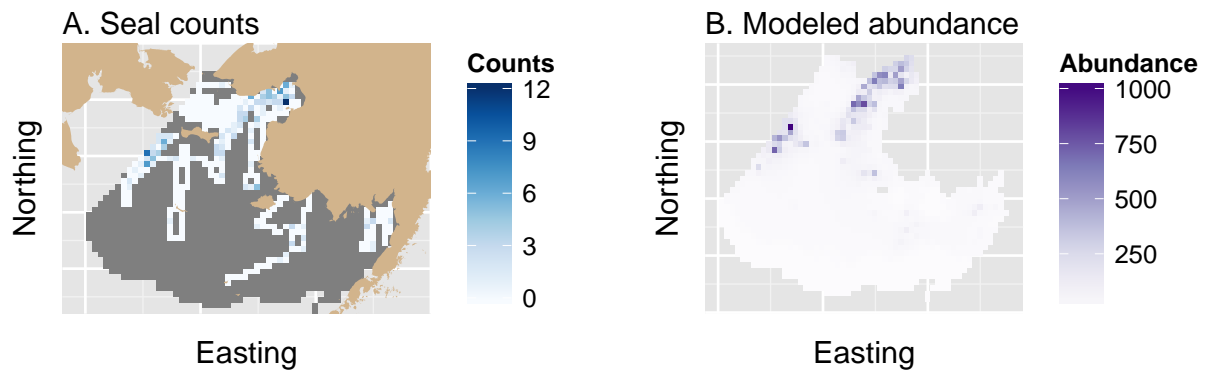 A. Seal counts
Counts
12
9
6
3
0
Northing
Easting
B. Modeled abundance
Abundance
1000
750
500
250
Northing
Easting